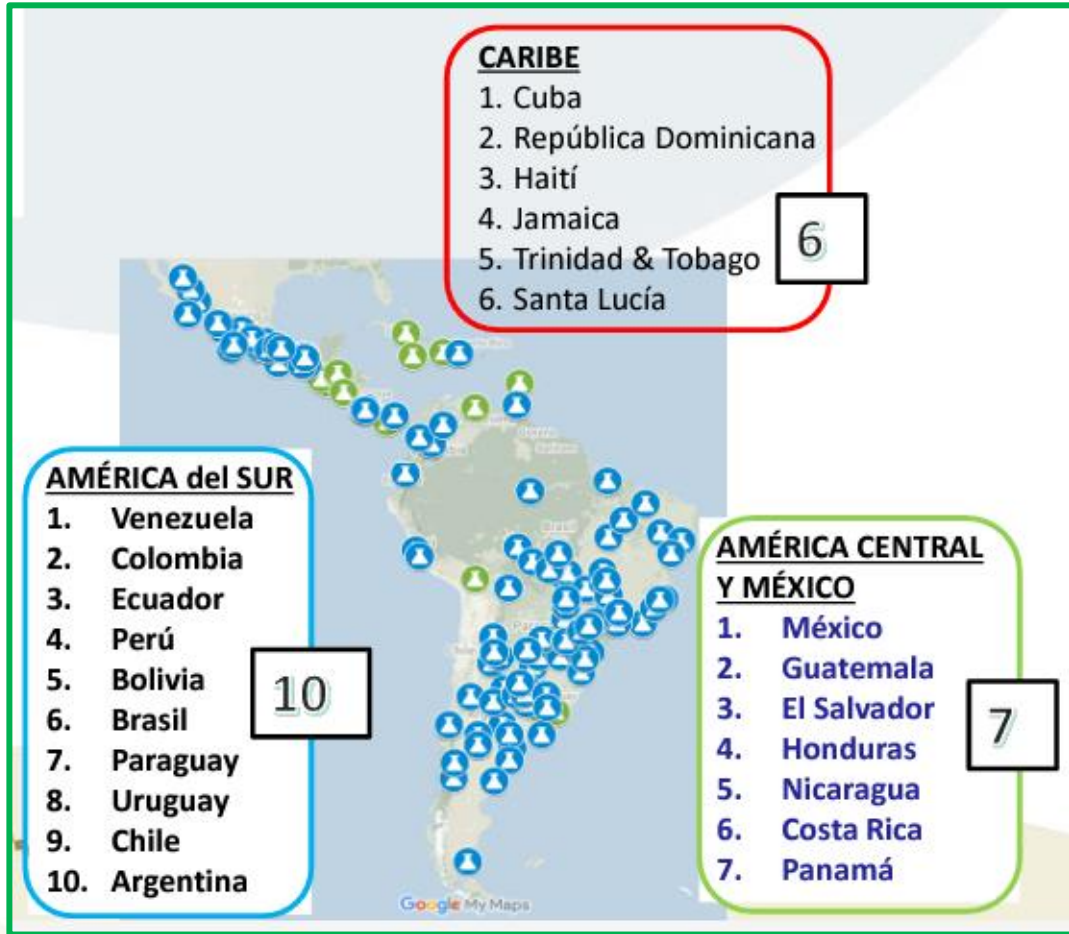 CARIBE
1. Cuba
2. República Dominicana
3. Haití
4. Jamaica
5. Trinidad & Tobago
6. Santa Lucía
6
AMÉRICA del SUR
1. Venezuela
2. Colombia
3. Ecuador
4. Perú
5. Bolivia
6. Brasil
7. Paraguay
8. Uruguay
9. Chile
10. Argentina
10
AMÉRICA CENTRAL
Y MÉXICO
1. México
2. Guatemala
3. El Salvador
4. Honduras
5. Nicaragua
6. Costa Rica
7. Panamá
7
Brasil
Google My Maps